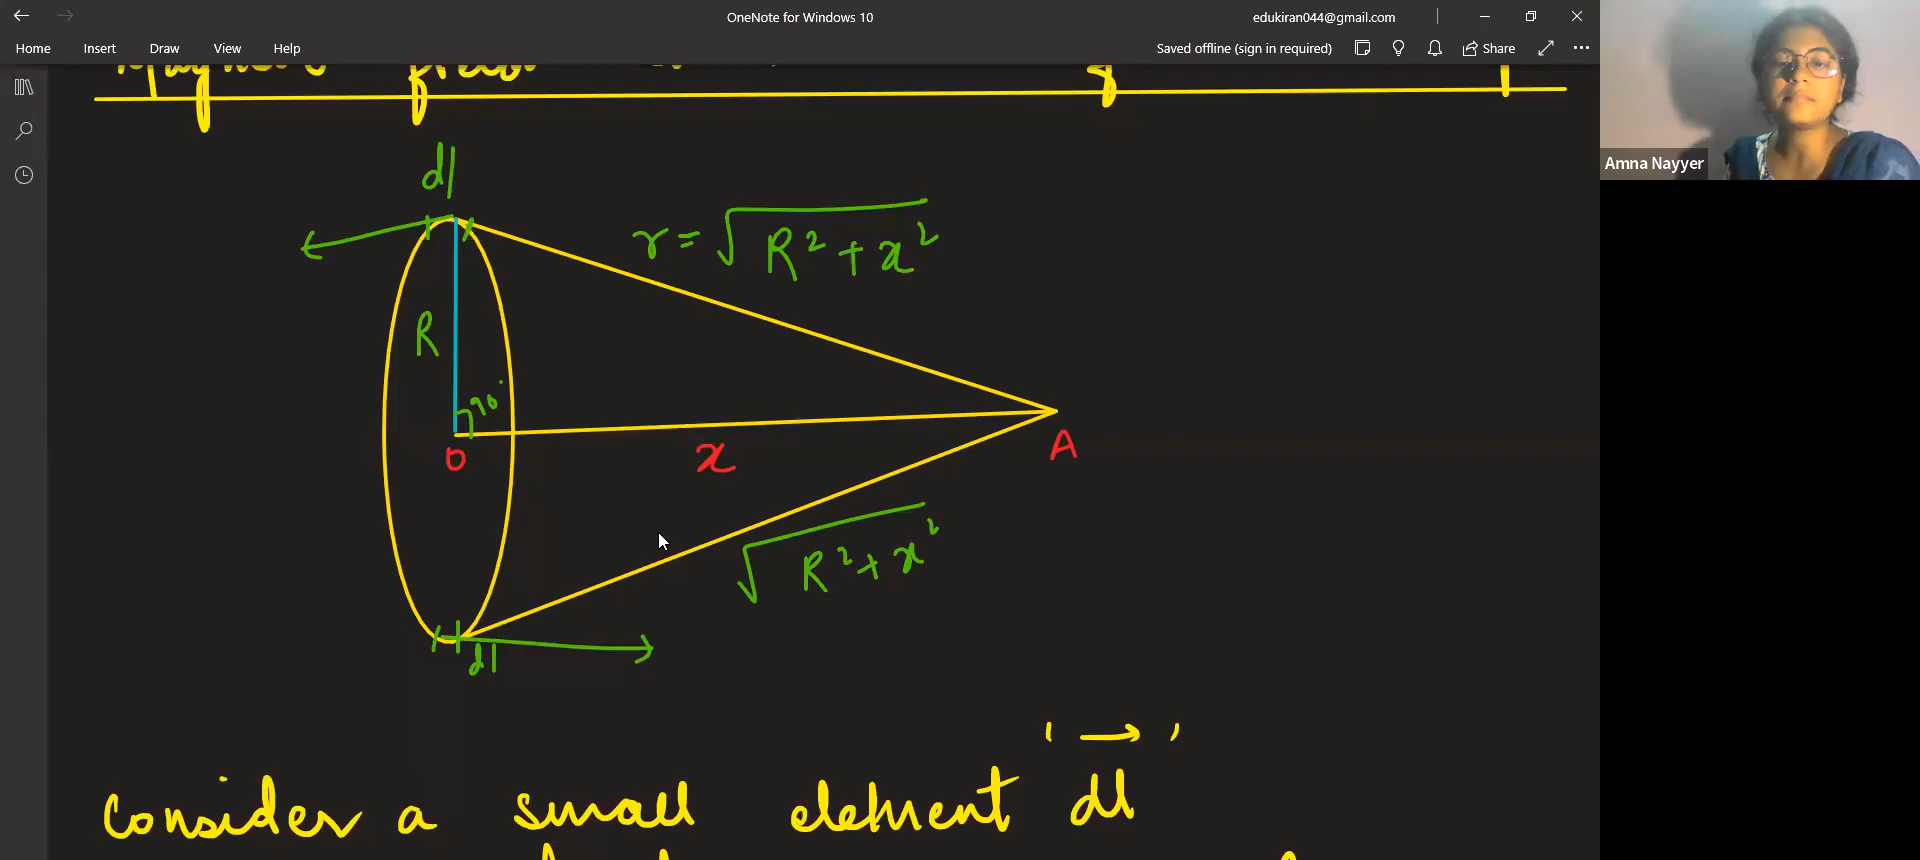 OneNote for Windows 10
edukiran044@gmail.com
Home Insert Draw View Help
Saved offline (sign in required)
Share
Amna Nayyer
dl
r = √R² + x²
R
90°
O
x
A
√R² + x²
dl
' → '
Consider a small element dl